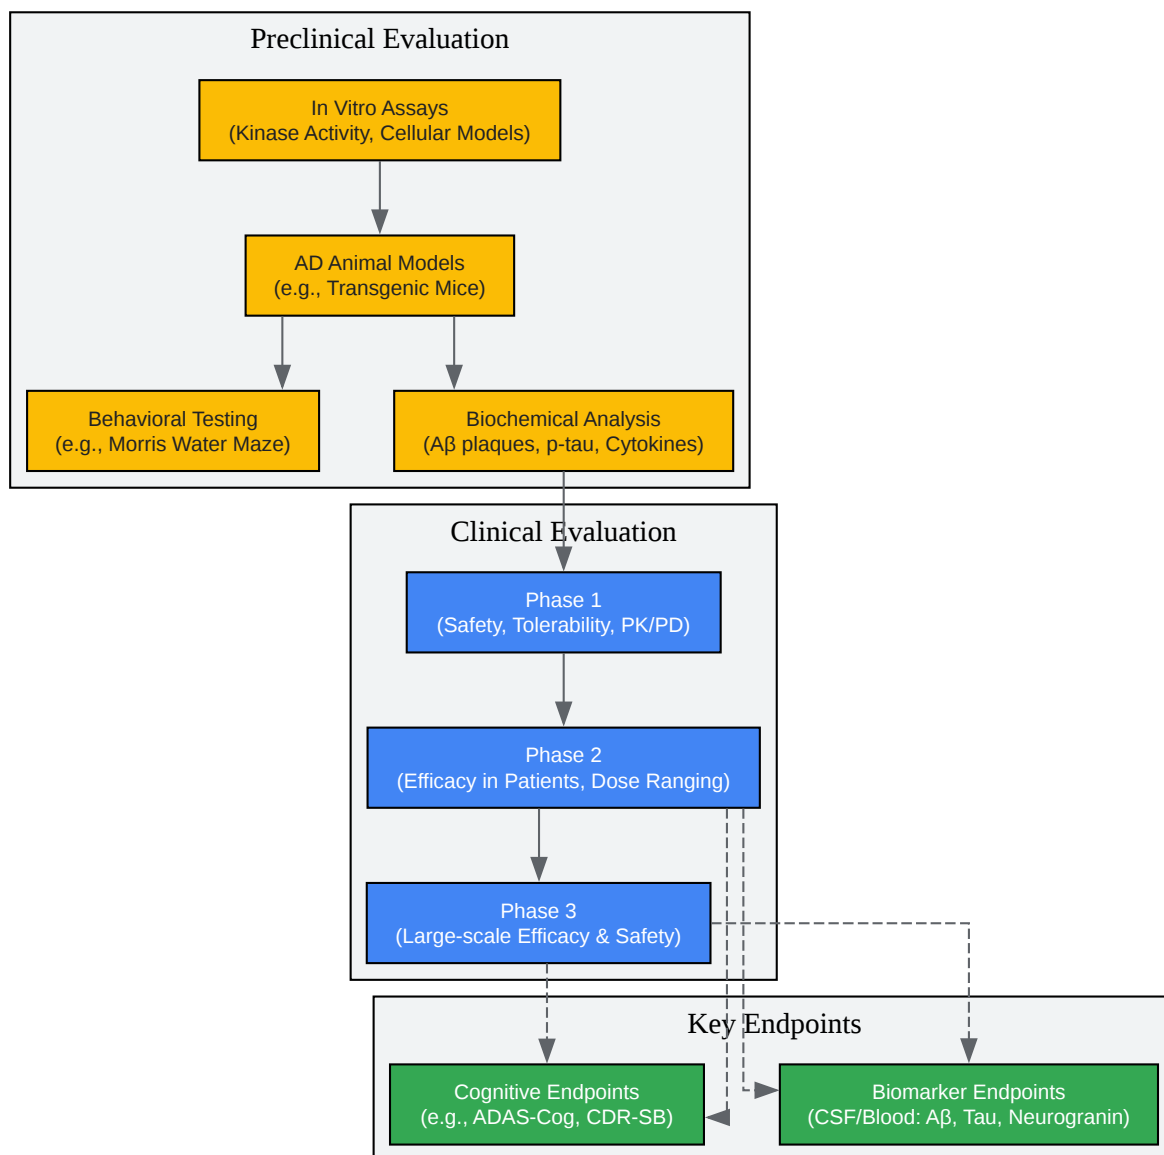 Preclinical Evaluation
In Vitro Assays
(Kinase Activity, Cellular Models)
AD Animal Models
(e.g., Transgenic Mice)
Behavioral Testing
(e.g., Morris Water Maze)
Biochemical Analysis
(Aβ plaques, p-tau, Cytokines)
Clinical Evaluation
Phase 1
(Safety, Tolerability, PK/PD)
Phase 2
(Efficacy in Patients, Dose Ranging)
Phase 3
(Large-scale Efficacy & Safety)
Key Endpoints
Cognitive Endpoints
(e.g., ADAS-Cog, CDR-SB)
Biomarker Endpoints
(CSF/Blood: Aβ, Tau, Neurogranin)